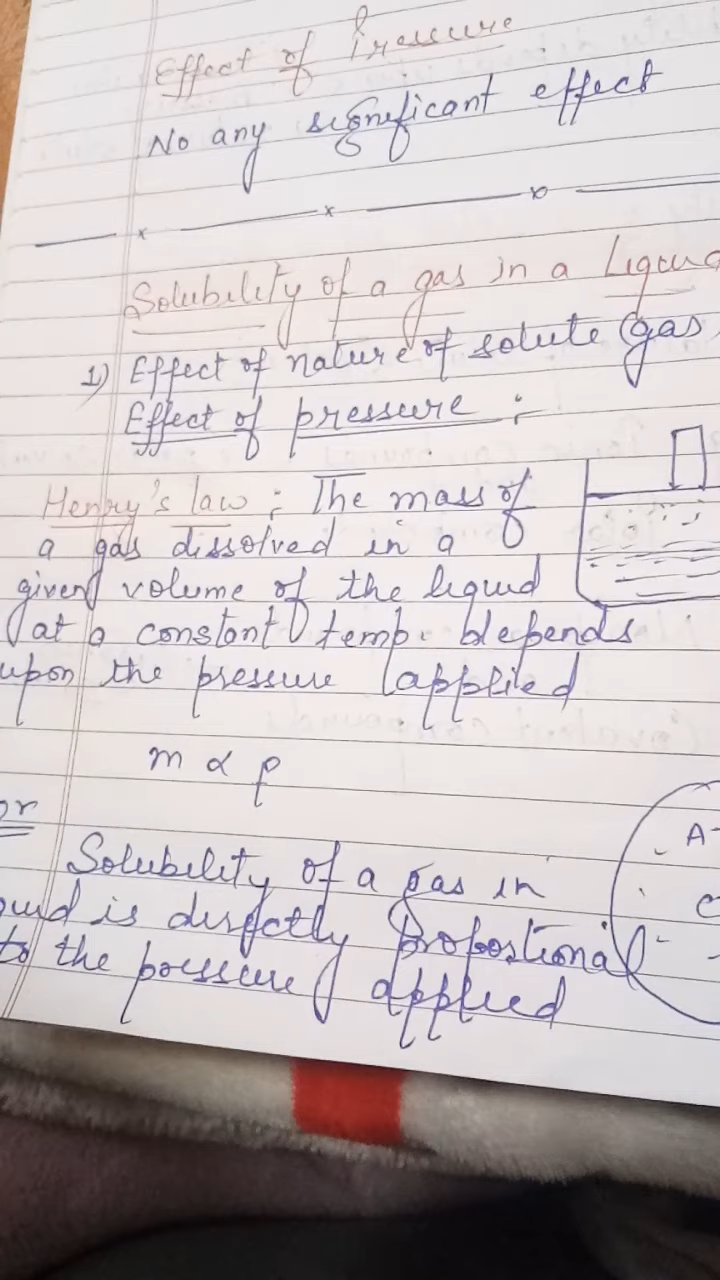 Effect of Pressure
No any significant effect
x x x
Solubility of a gas in a
1) Effect of nature of solute (gas
Effect of pressure :-
Henry's law : The mass of
a gas dissolved in a
given volume of the liquid
at a constant temp. depends
upon the pressure applied
m ∝ p
or
Solubility of a gas in
is directly proportional
to the pressure applied
A
C